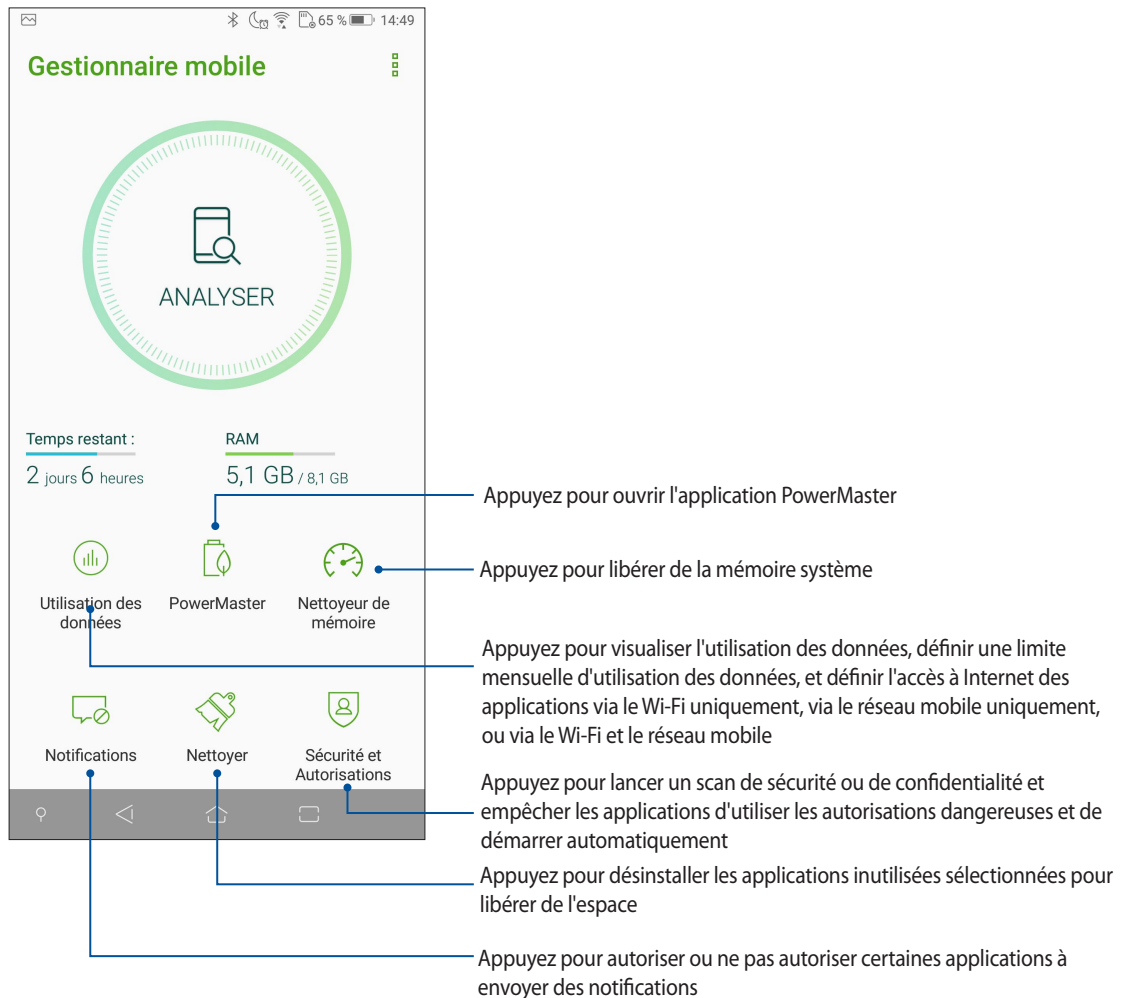 65 % 14:49
Gestionnaire mobile
ANALYSER
Temps restant :
2 jours 6 heures
RAM
5,1 GB / 8,1 GB
Appuyez pour ouvrir l'application PowerMaster
Appuyez pour libérer de la mémoire système
Utilisation des
données
PowerMaster
Nettoyeur de
mémoire
Appuyez pour visualiser l'utilisation des données, définir une limite
mensuelle d'utilisation des données, et définir l'accès à Internet des
applications via le Wi-Fi uniquement, via le réseau mobile uniquement,
ou via le Wi-Fi et le réseau mobile
Notifications
Nettoyer
Sécurité et
Autorisations
Appuyez pour lancer un scan de sécurité ou de confidentialité et
empêcher les applications d'utiliser les autorisations dangereuses et de
démarrer automatiquement
Appuyez pour désinstaller les applications inutilisées sélectionnées pour
libérer de l'espace
Appuyez pour autoriser ou ne pas autoriser certaines applications à
envoyer des notifications